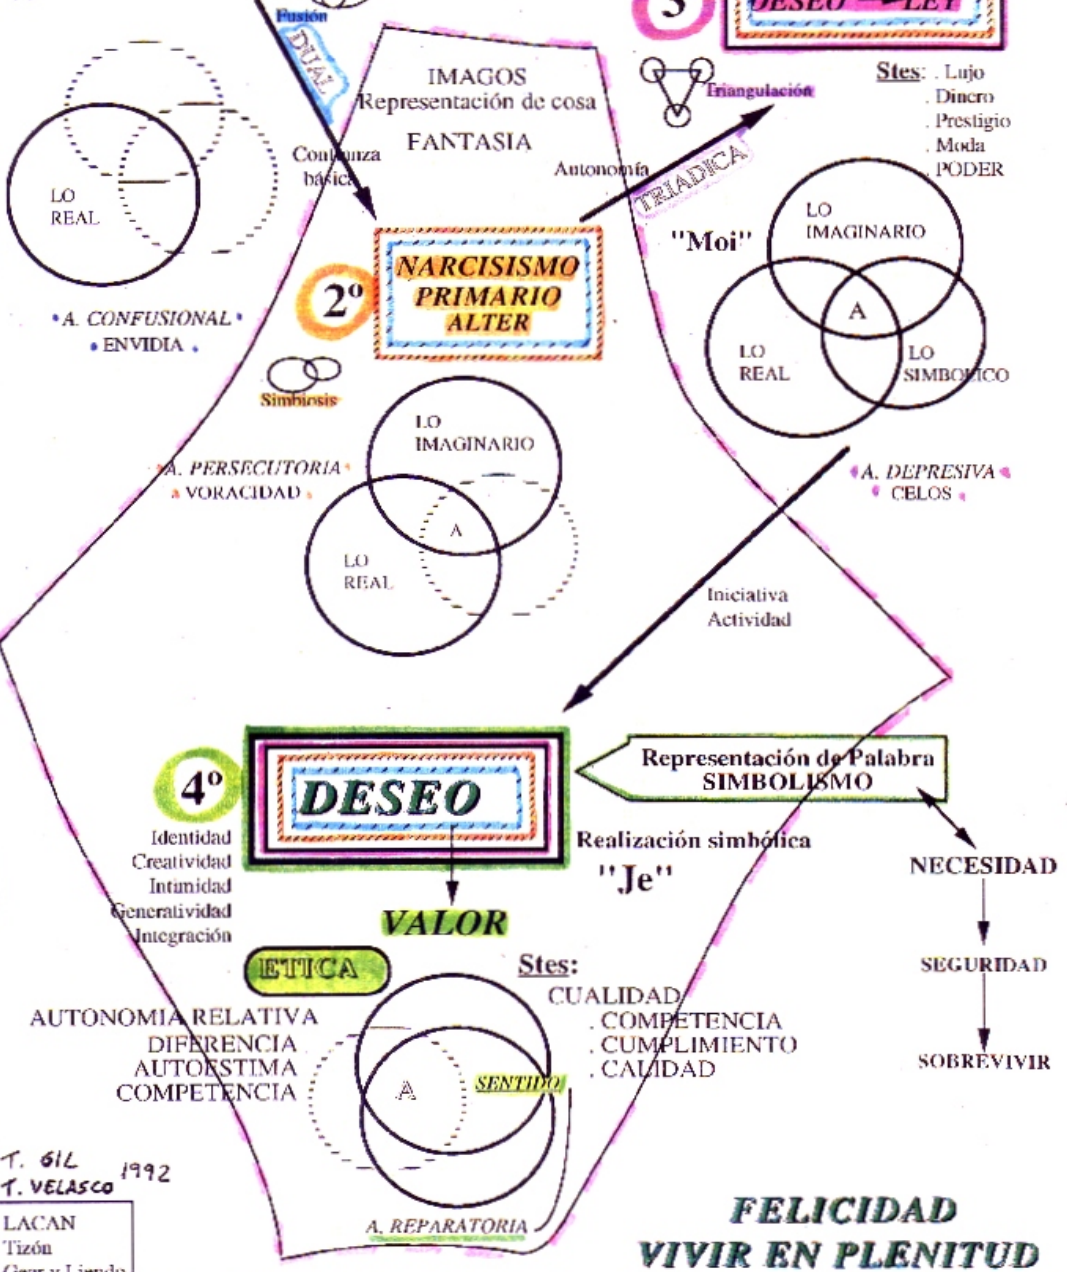 Fusión
DUAL
3
DESEO LEY
IMAGOS
Representación de cosa
FANTASIA
Triangulación
Stes: . Lujo
. Dinero
. Prestigio
. Moda
. PODER
Confianza
básica
Autonomía
TRIADICA
LO
REAL
"Moi"
LO
IMAGINARIO
A
LO
REAL
LO
SIMBOLICO
2º
NARCISISMO
PRIMARIO
ALTER
A. CONFUSIONAL
ENVIDIA
Simbiosis
LO
IMAGINARIO
A
LO
REAL
A. PERSECUTORIA
VORACIDAD
A. DEPRESIVA
CELOS
Iniciativa
Actividad
4º
DESEO
Representación de Palabra
SIMBOLISMO
Identidad
Creatividad
Intimidad
Generatividad
Integración
Realización simbólica
"Je"
NECESIDAD
VALOR
ETICA
SEGURIDAD
Stes:
CUALIDAD
. COMPETENCIA
. CUMPLIMIENTO
. CALIDAD
SOBREVIVIR
AUTONOMIA RELATIVA
DIFERENCIA
AUTOESTIMA
COMPETENCIA
A
SENTIDO
T. GIL
T. VELASCO 1992
LACAN
Tizón
A. REPARATORIA
FELICIDAD
VIVIR EN PLENITUD